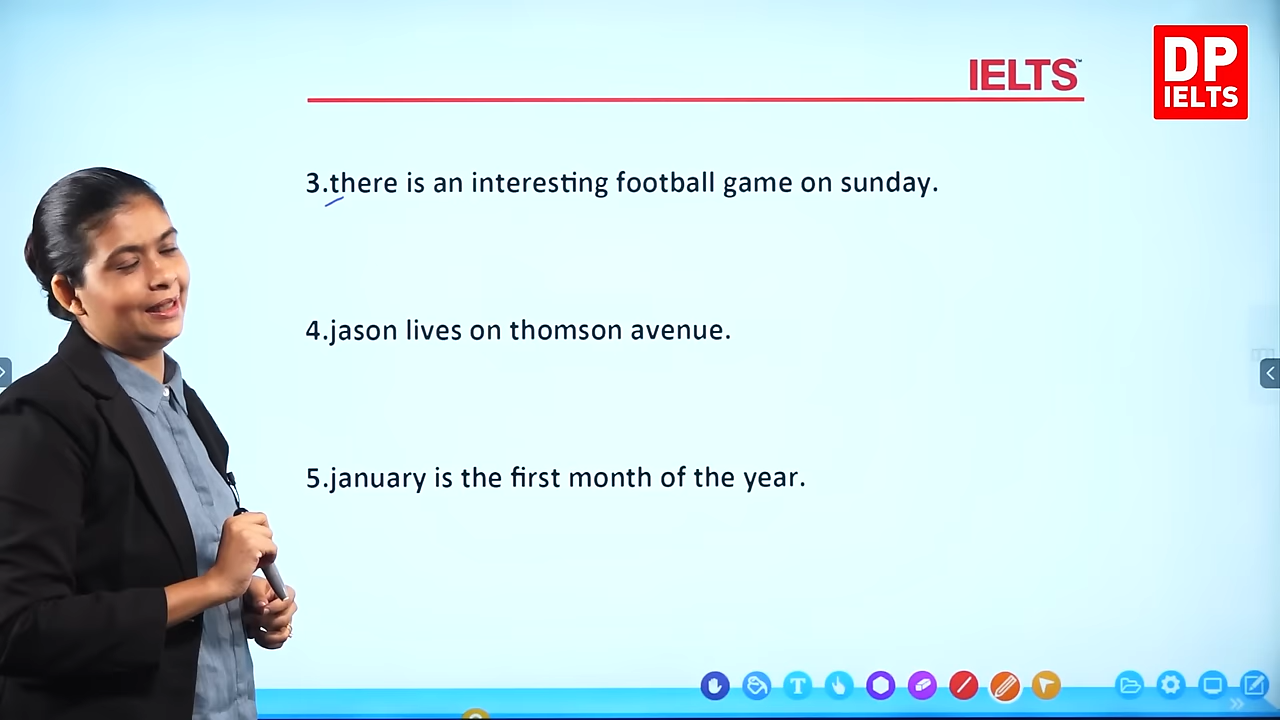 IELTS™
DP
IELTS
3.there is an interesting football game on sunday.
4.jason lives on thomson avenue.
5.january is the first month of the year.
T